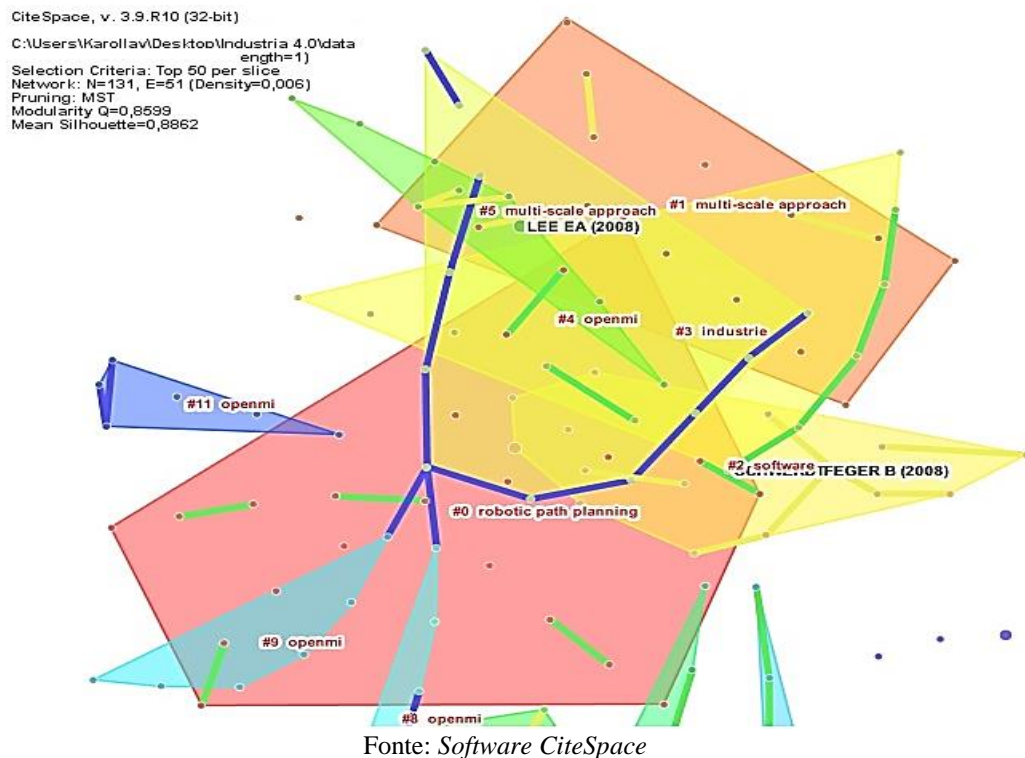 CiteSpace, v. 3.9.R10 (32-bit)
C:\Users\Karollav\Desktop\Industria 4.0\data
ength=1)
Selection Criteria: Top 50 per slice
Network: N=131, E=51 (Density=0,006)
Pruning: MST
Modularity Q=0,8599
Mean Silhouette=0,8862
#1 multi-scale approach
#5 multi-scale approach
LEE EA (2008)
#4 openmi
#3 industrie
#11 openmi
#2 software
FEGER B (2008)
#0 robotic path planning
#9 openmi
#8 openmi
Fonte: Software CiteSpace